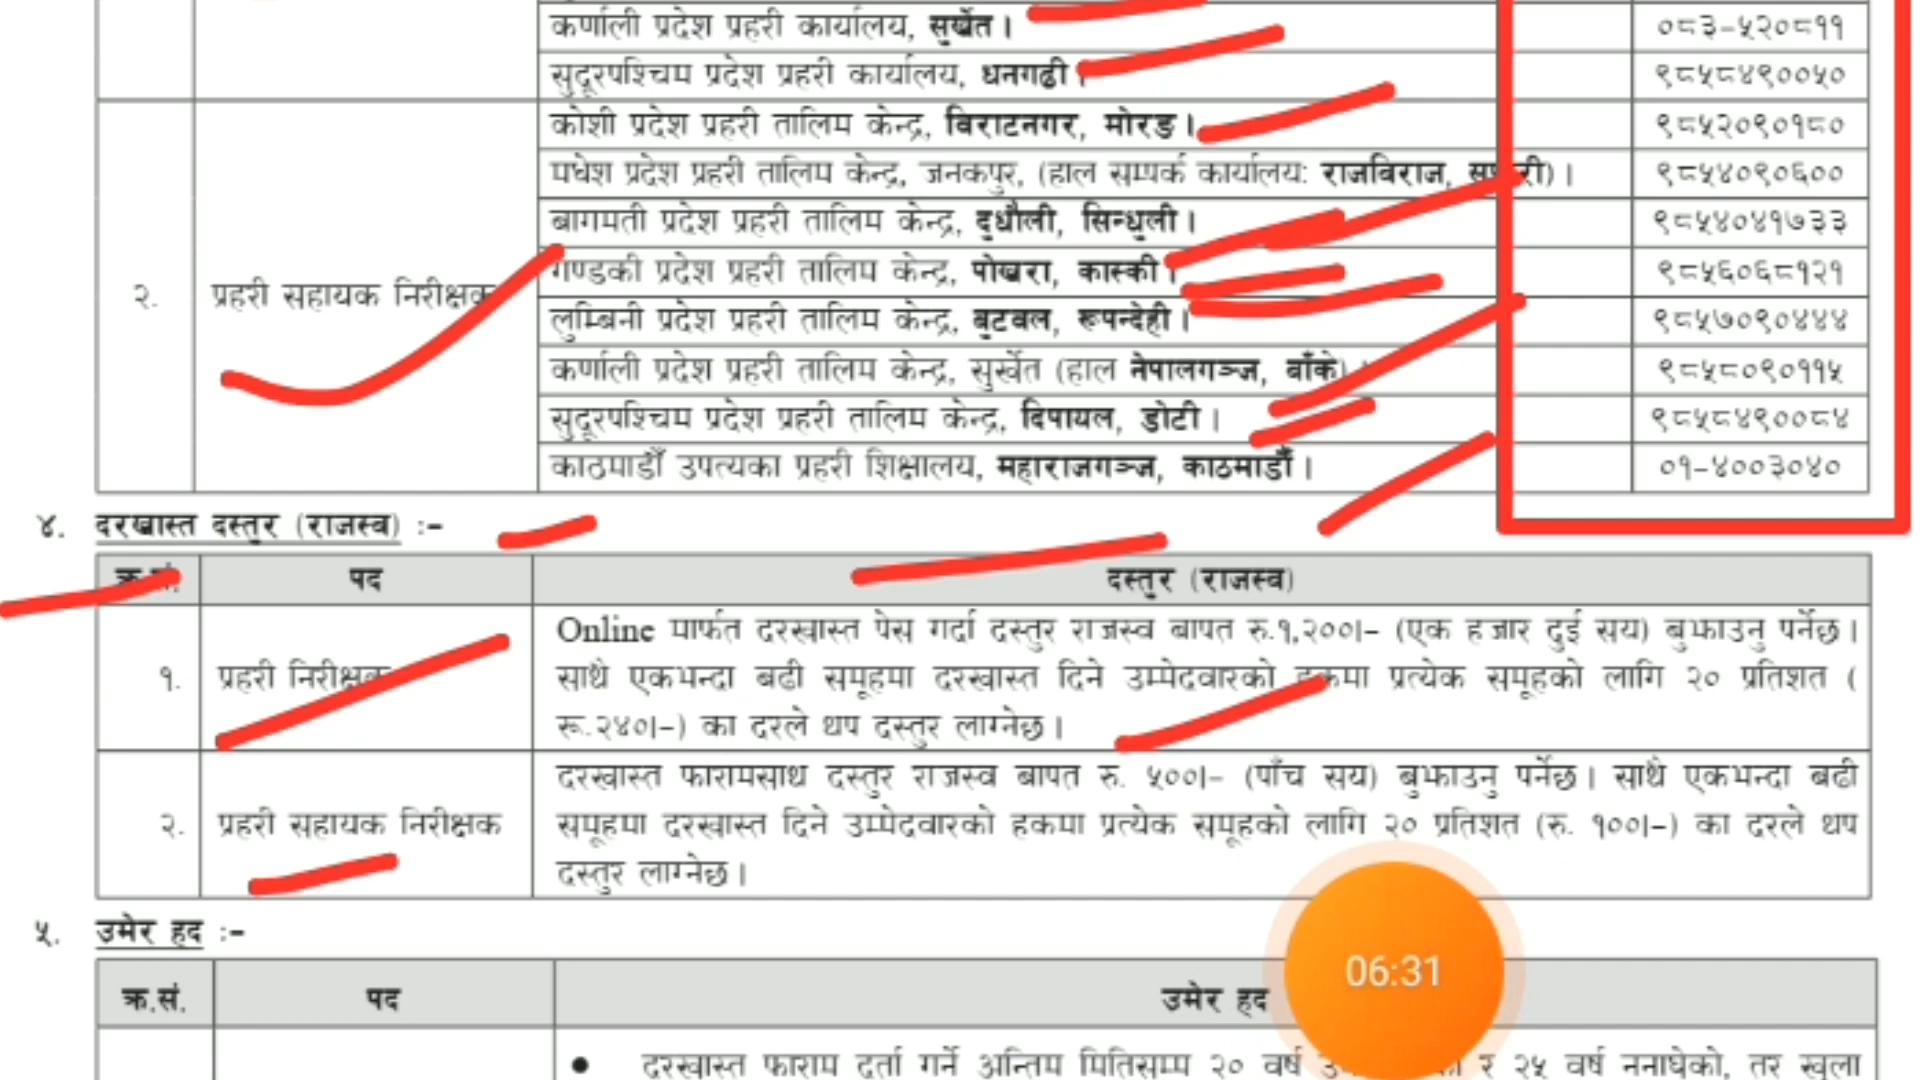 कर्णाली प्रदेश प्रहरी कार्यालय, सुर्खेत। ०८३-५२०८११
सुदूरपश्चिम प्रदेश प्रहरी कार्यालय, धनगढी। ९८५८४९००५०
कोशी प्रदेश प्रहरी तालिम केन्द्र, विराटनगर, मोरङ। ९८५२०९०१८०
मधेश प्रदेश प्रहरी तालिम केन्द्र, जनकपुर, (हाल सम्पर्क कार्यालय: राजविराज, सप्तरी)। ९८५४०९०६००
बागमती प्रदेश प्रहरी तालिम केन्द्र, दुधौली, सिन्धुली। ९८५४०४१७३३
गण्डकी प्रदेश प्रहरी तालिम केन्द्र, पोखरा, कास्की। ९८५६०६८१२१
२. प्रहरी सहायक निरीक्षक
लुम्बिनी प्रदेश प्रहरी तालिम केन्द्र, बुटवल, रूपन्देही। ९८५७०९०४४४
कर्णाली प्रदेश प्रहरी तालिम केन्द्र, सुर्खेत (हाल नेपालगञ्ज, बाँके) । ९८५८०९०११५
सुदूरपश्चिम प्रदेश प्रहरी तालिम केन्द्र, दिपायल, डोटी। ९८५८४९००८४
काठमाडौँ उपत्यका प्रहरी शिक्षालय, महाराजगञ्ज, काठमाडौँ। ०१-४००३०४०
४. दरखास्त दस्तुर (राजस्व) :-
क्र.सं. पद दस्तुर (राजस्व)
Online मार्फत दरखास्त पेस गर्दा दस्तुर राजस्व बापत रु.१,२००।- (एक हजार दुई सय) बुझाउनु पर्नेछ।
१. प्रहरी निरीक्षक साथै एकभन्दा बढी समूहमा दरखास्त दिने उम्मेदवारको हकमा प्रत्येक समूहको लागि २० प्रतिशत (
रू.२४०।-) का दरले थप दस्तुर लाग्नेछ।
दरखास्त फारामसाथ दस्तुर राजस्व बापत रु. ५००।- (पाँच सय) बुझाउनु पर्नेछ। साथै एकभन्दा बढी
२. प्रहरी सहायक निरीक्षक समूहमा दरखास्त दिने उम्मेदवारको हकमा प्रत्येक समूहको लागि २० प्रतिशत (रु. १००।-) का दरले थप
दस्तुर लाग्नेछ।
५. उमेर हद :-
क्र.सं. पद उमेर हद
06:31
● दरखास्त फाराम दर्ता गर्ने अन्तिम मितिसम्म २० वर्ष र २५ वर्ष ननाघेको, तर खुला